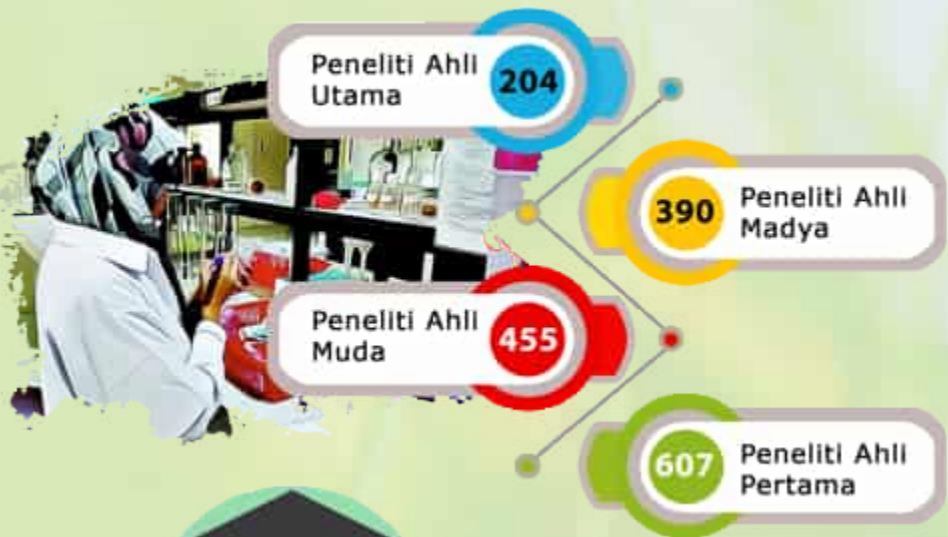 Peneliti Ahli
Utama
204
390
Peneliti Ahli
Madya
Peneliti Ahli
Muda
455
607
Peneliti Ahli
Pertama